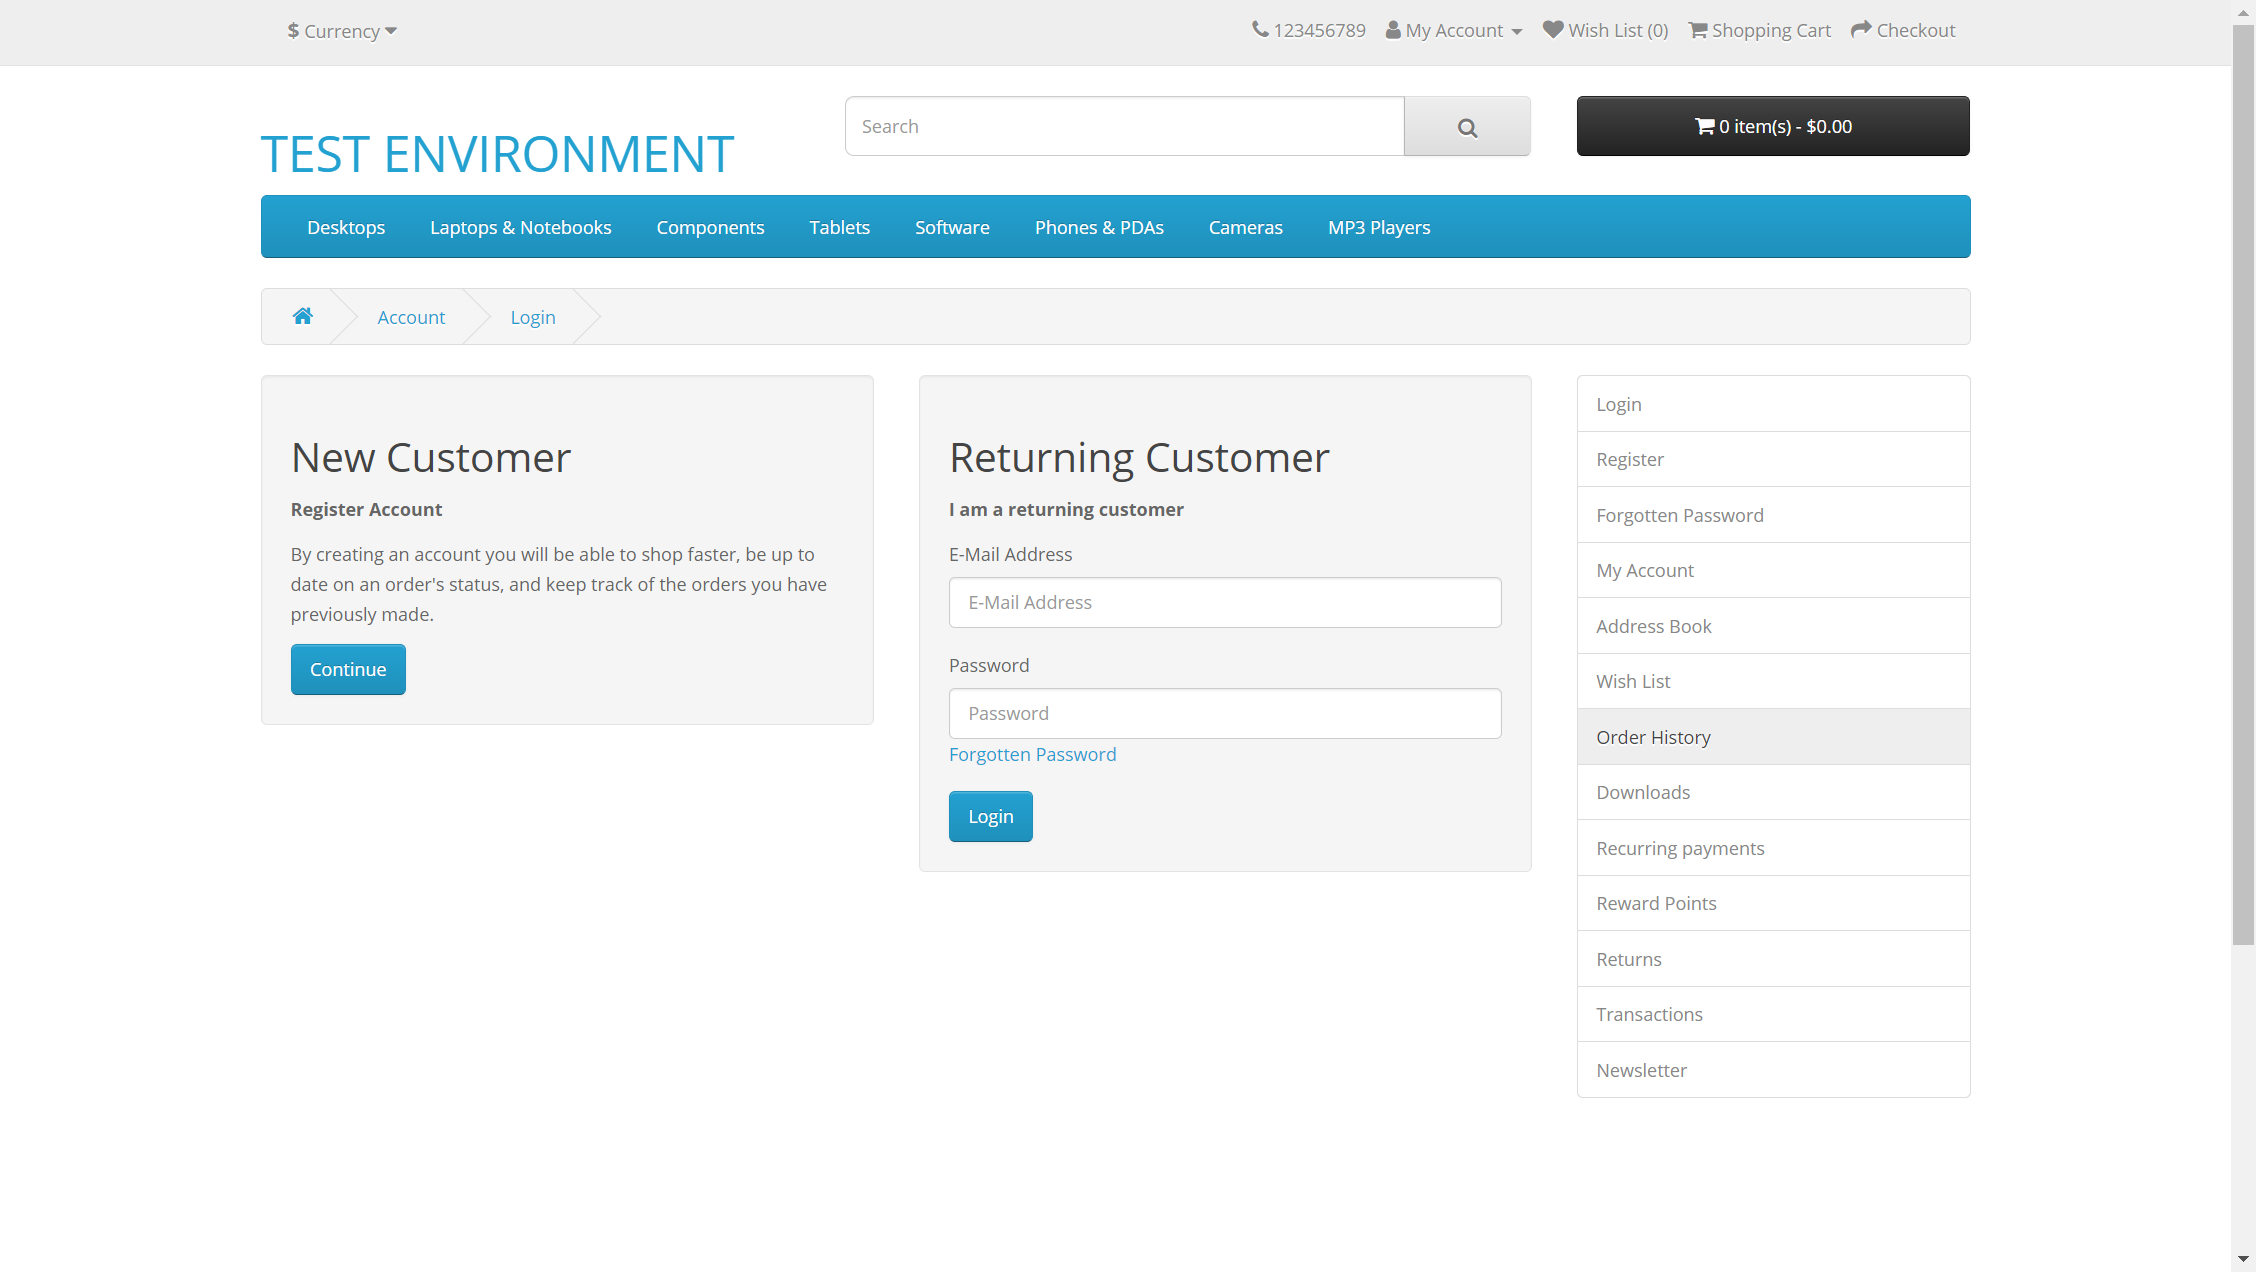 $ Currency
123456789 My Account Wish List (0) Shopping Cart Checkout
TEST ENVIRONMENT
Search
0 item(s) - $0.00
Desktops Laptops & Notebooks Components Tablets Software Phones & PDAs Cameras MP3 Players
Account Login
New Customer
Register Account
By creating an account you will be able to shop faster, be up to
date on an order's status, and keep track of the orders you have
previously made.
Continue
Returning Customer
I am a returning customer
E-Mail Address
E-Mail Address
Password
Password
Forgotten Password
Login
Login
Register
Forgotten Password
My Account
Address Book
Wish List
Order History
Downloads
Recurring payments
Reward Points
Returns
Transactions
Newsletter